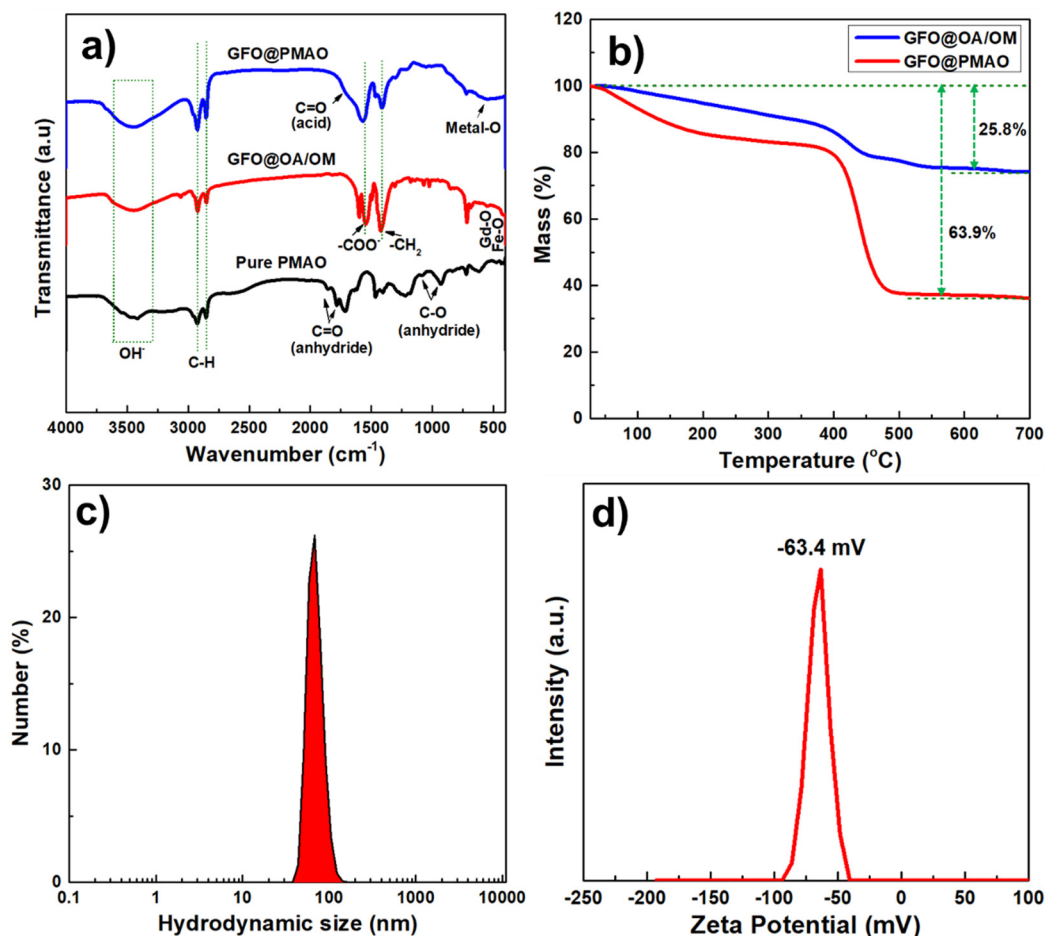 a)
GFO@PMAO
C=O
(acid)
Metal-O
GFO@OA/OM
-COO⁻
-CH₂
Gd-O
Fe-O
Pure PMAO
C=O
(anhydride)
C-O
(anhydride)
OH⁻
C-H
Transmittance (a.u)
4000 3500 3000 2500 2000 1500 1000 500
Wavenumber (cm⁻¹)
b)
GFO@OA/OM
GFO@PMAO
25.8%
63.9%
Mass (%)
120
100
80
60
40
20
0
100 200 300 400 500 600 700
Temperature (°C)
c)
Number (%)
30
20
10
0
0.1 1 10 100 1000 10000
Hydrodynamic size (nm)
d)
-63.4 mV
Intensity (a.u.)
-250 -200 -150 -100 -50 0 50 100
Zeta Potential (mV)